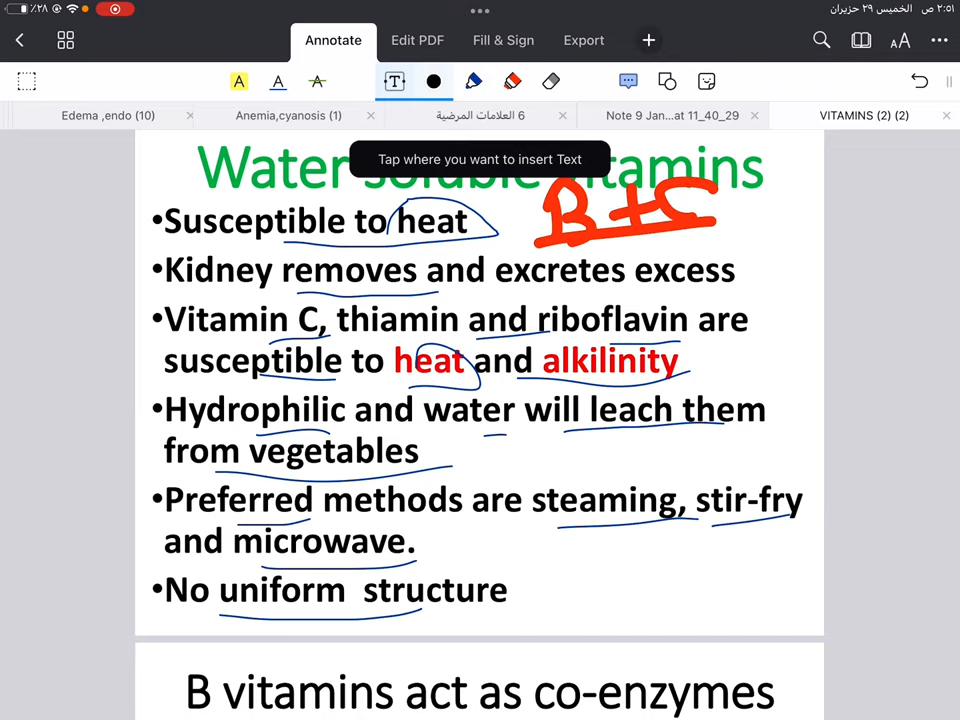 ٪٢٨
الخميس ٢٩ حزيران ٢:٥١ ص
Annotate Edit PDF Fill & Sign Export +
AA
A A A T
Edema ,endo (10) × Anemia,cyanosis (1) × 6 العلامات المرضية × Note 9 Jan...at 11_40_29 × VITAMINS (2) (2) ×
Tap where you want to insert Text
Water soluble vitamins
B + C
•Susceptible to heat
•Kidney removes and excretes excess
•Vitamin C, thiamin and riboflavin are
susceptible to heat and alkilinity
•Hydrophilic and water will leach them
from vegetables
•Preferred methods are steaming, stir-fry
and microwave.
•No uniform structure
B vitamins act as co-enzymes